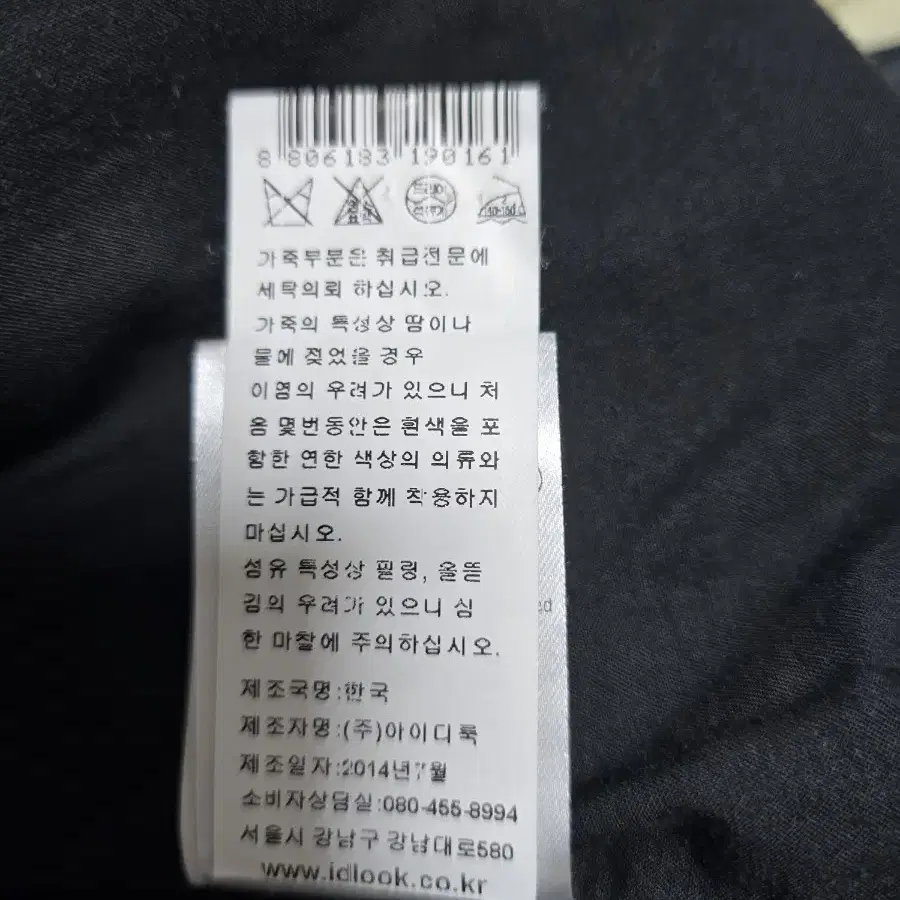 8 806183 190161
드라이
140-160℃
가죽부분은 취급전문에
세탁의뢰 하십시오.
가죽의 특성상 땀이나
물에 젖었을 경우
이염의 우려가 있으니 처
음 몇번동안은 흰색을 포
함한 연한 색상의 의류와
는 가급적 함께 착용하지
마십시오.
섬유 특성상 필링, 올뜯
김의 우려가 있으니 심
한 마찰에 주의하십시오.
제조국명:한국
제조자명:(주)아이디룩
제조일자:2014년7월
소비자상담실:080-455-8994
서울시 강남구 강남대로580
www.idlook.co.kr